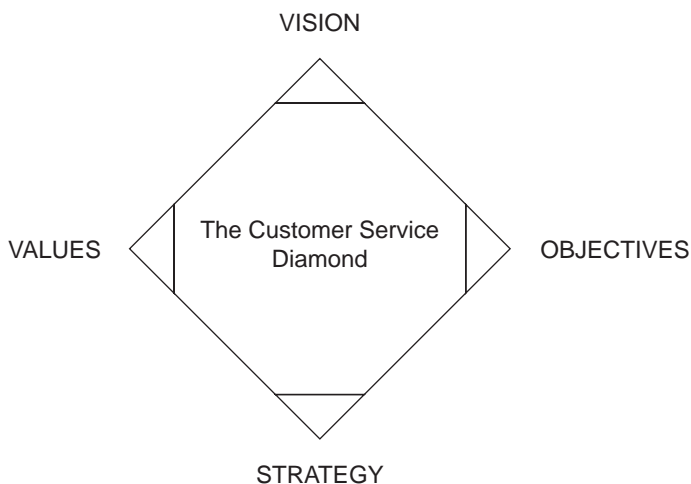 VISION
The Customer Service
Diamond
VALUES
OBJECTIVES
STRATEGY